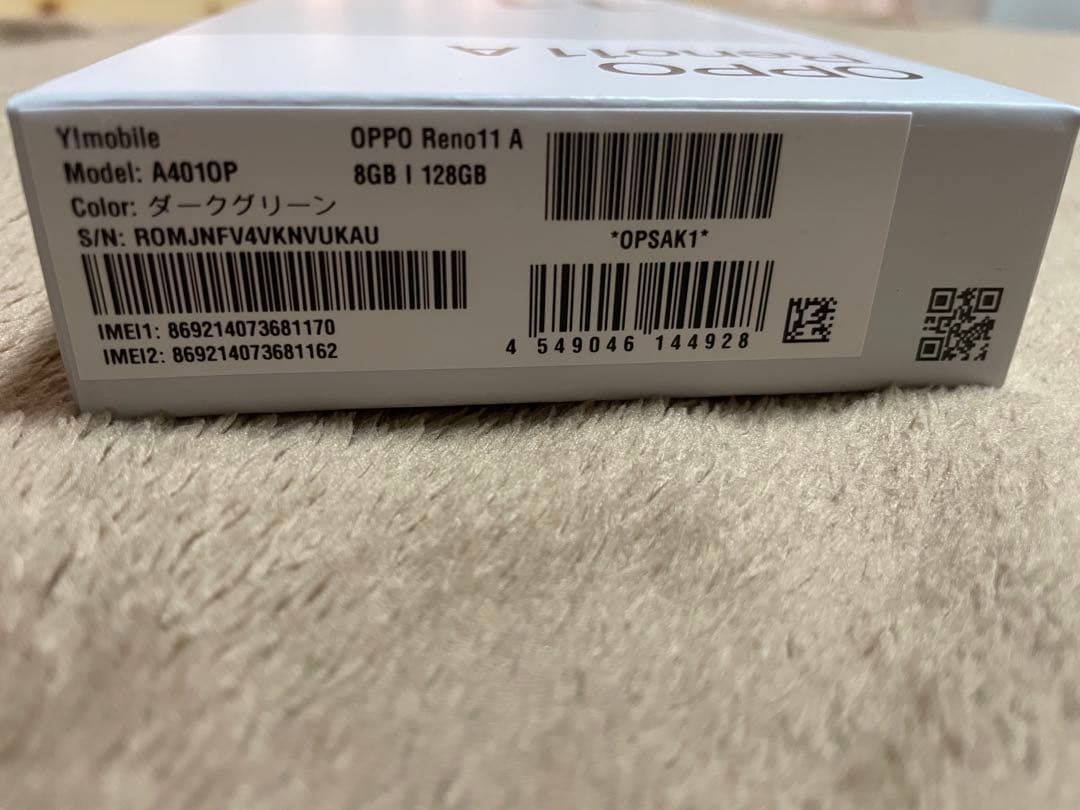 OPPO
Reno11 A
Y!mobile
OPPO Reno11 A
Model: A401OP
8GB | 128GB
Color: ダークグリーン
S/N: ROMJNFV4VKNVUKAU
*OPSAK1*
IMEI1: 869214073681170
IMEI2: 869214073681162
4 549046 144928